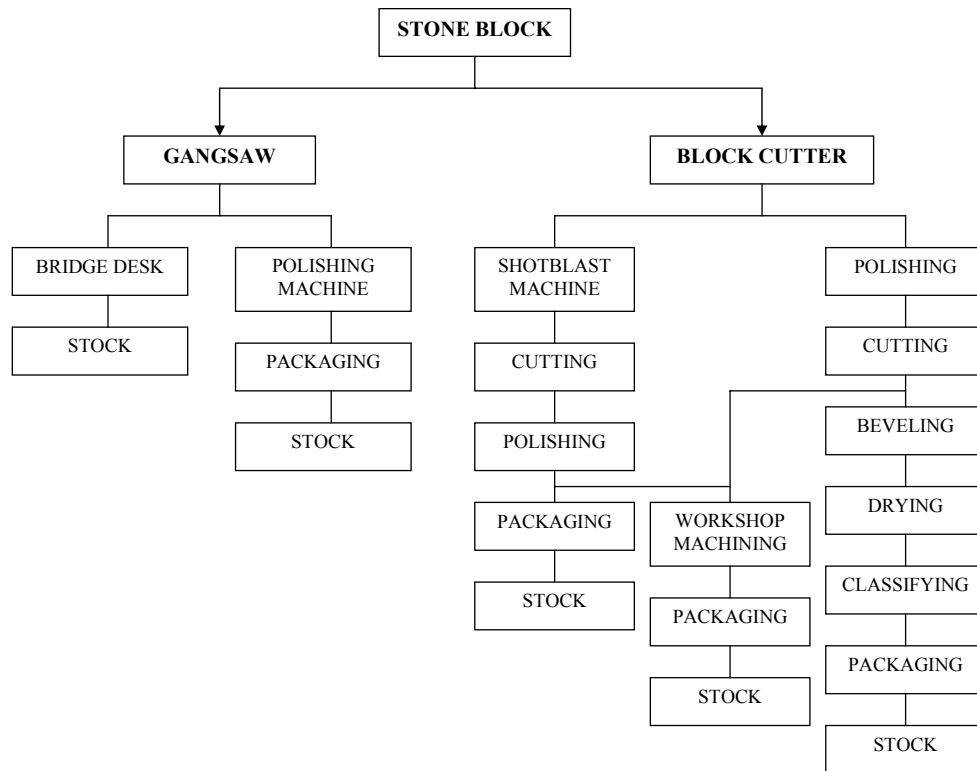 STONE BLOCK
GANGSAW
BLOCK CUTTER
BRIDGE DESK
POLISHING
MACHINE
SHOTBLAST
MACHINE
POLISHING
STOCK
PACKAGING
CUTTING
CUTTING
STOCK
POLISHING
BEVELING
PACKAGING
WORKSHOP
MACHINING
DRYING
STOCK
PACKAGING
CLASSIFYING
STOCK
PACKAGING
STOCK